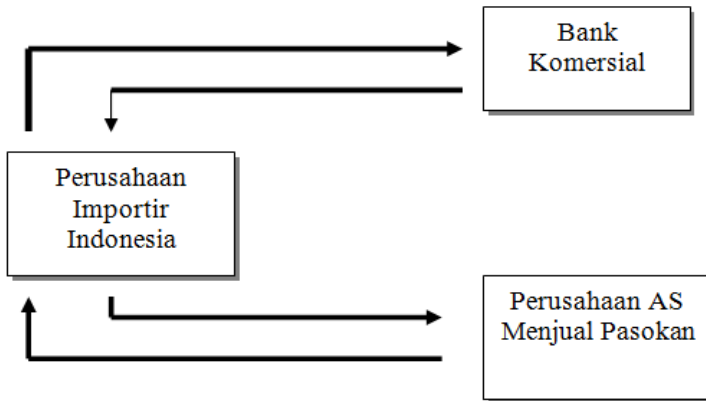 Bank
Komersial
Perusahaan
Importir
Indonesia
Perusahaan AS
Menjual Pasokan